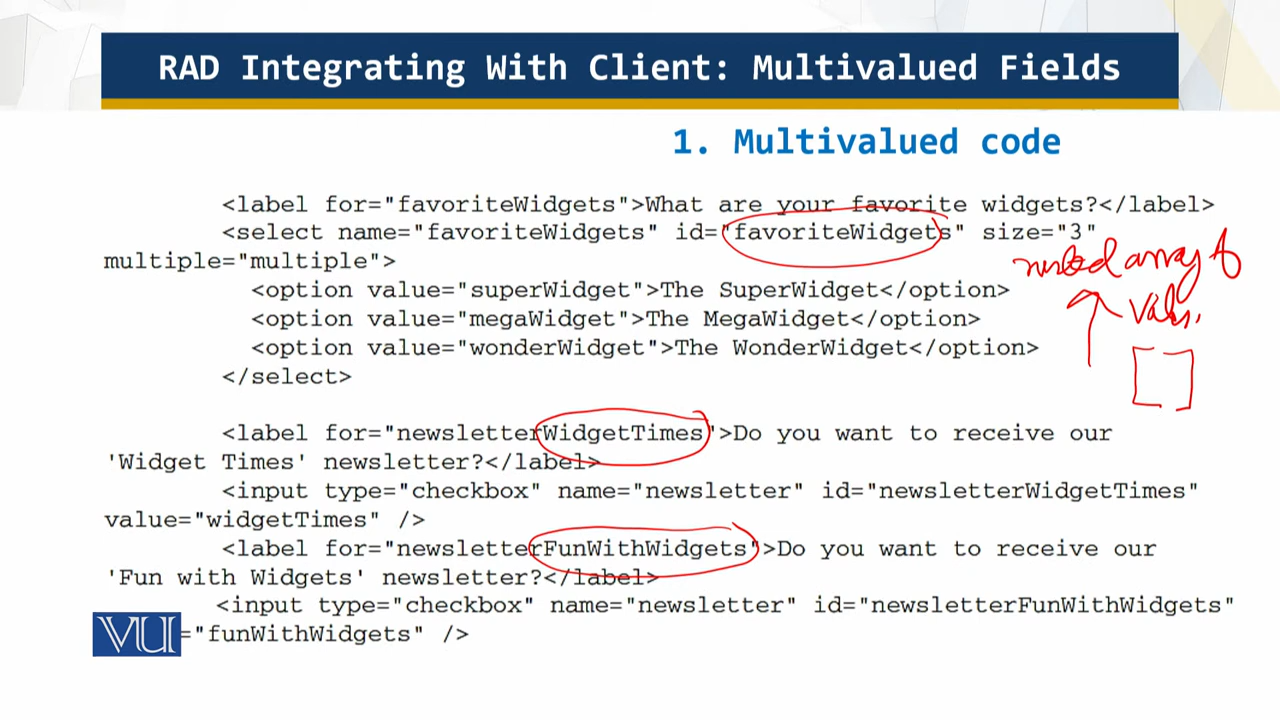 RAD Integrating With Client: Multivalued Fields
1. Multivalued code
<label for="favoriteWidgets">What are your favorite widgets?</label>
<select name="favoriteWidgets" id="favoriteWidgets" size="3"
multiple="multiple">
<option value="superWidget">The SuperWidget</option>
<option value="megaWidget">The MegaWidget</option>
<option value="wonderWidget">The WonderWidget</option>
</select>
nested array of
<label for="newsletterWidgetTimes">Do you want to receive our
'Widget Times' newsletter?</label>
<input type="checkbox" name="newsletter" id="newsletterWidgetTimes"
value="widgetTimes" />
<label for="newsletterFunWithWidgets">Do you want to receive our
'Fun with Widgets' newsletter?</label>
<input type="checkbox" name="newsletter" id="newsletterFunWithWidgets"
VU ="funWithWidgets" />